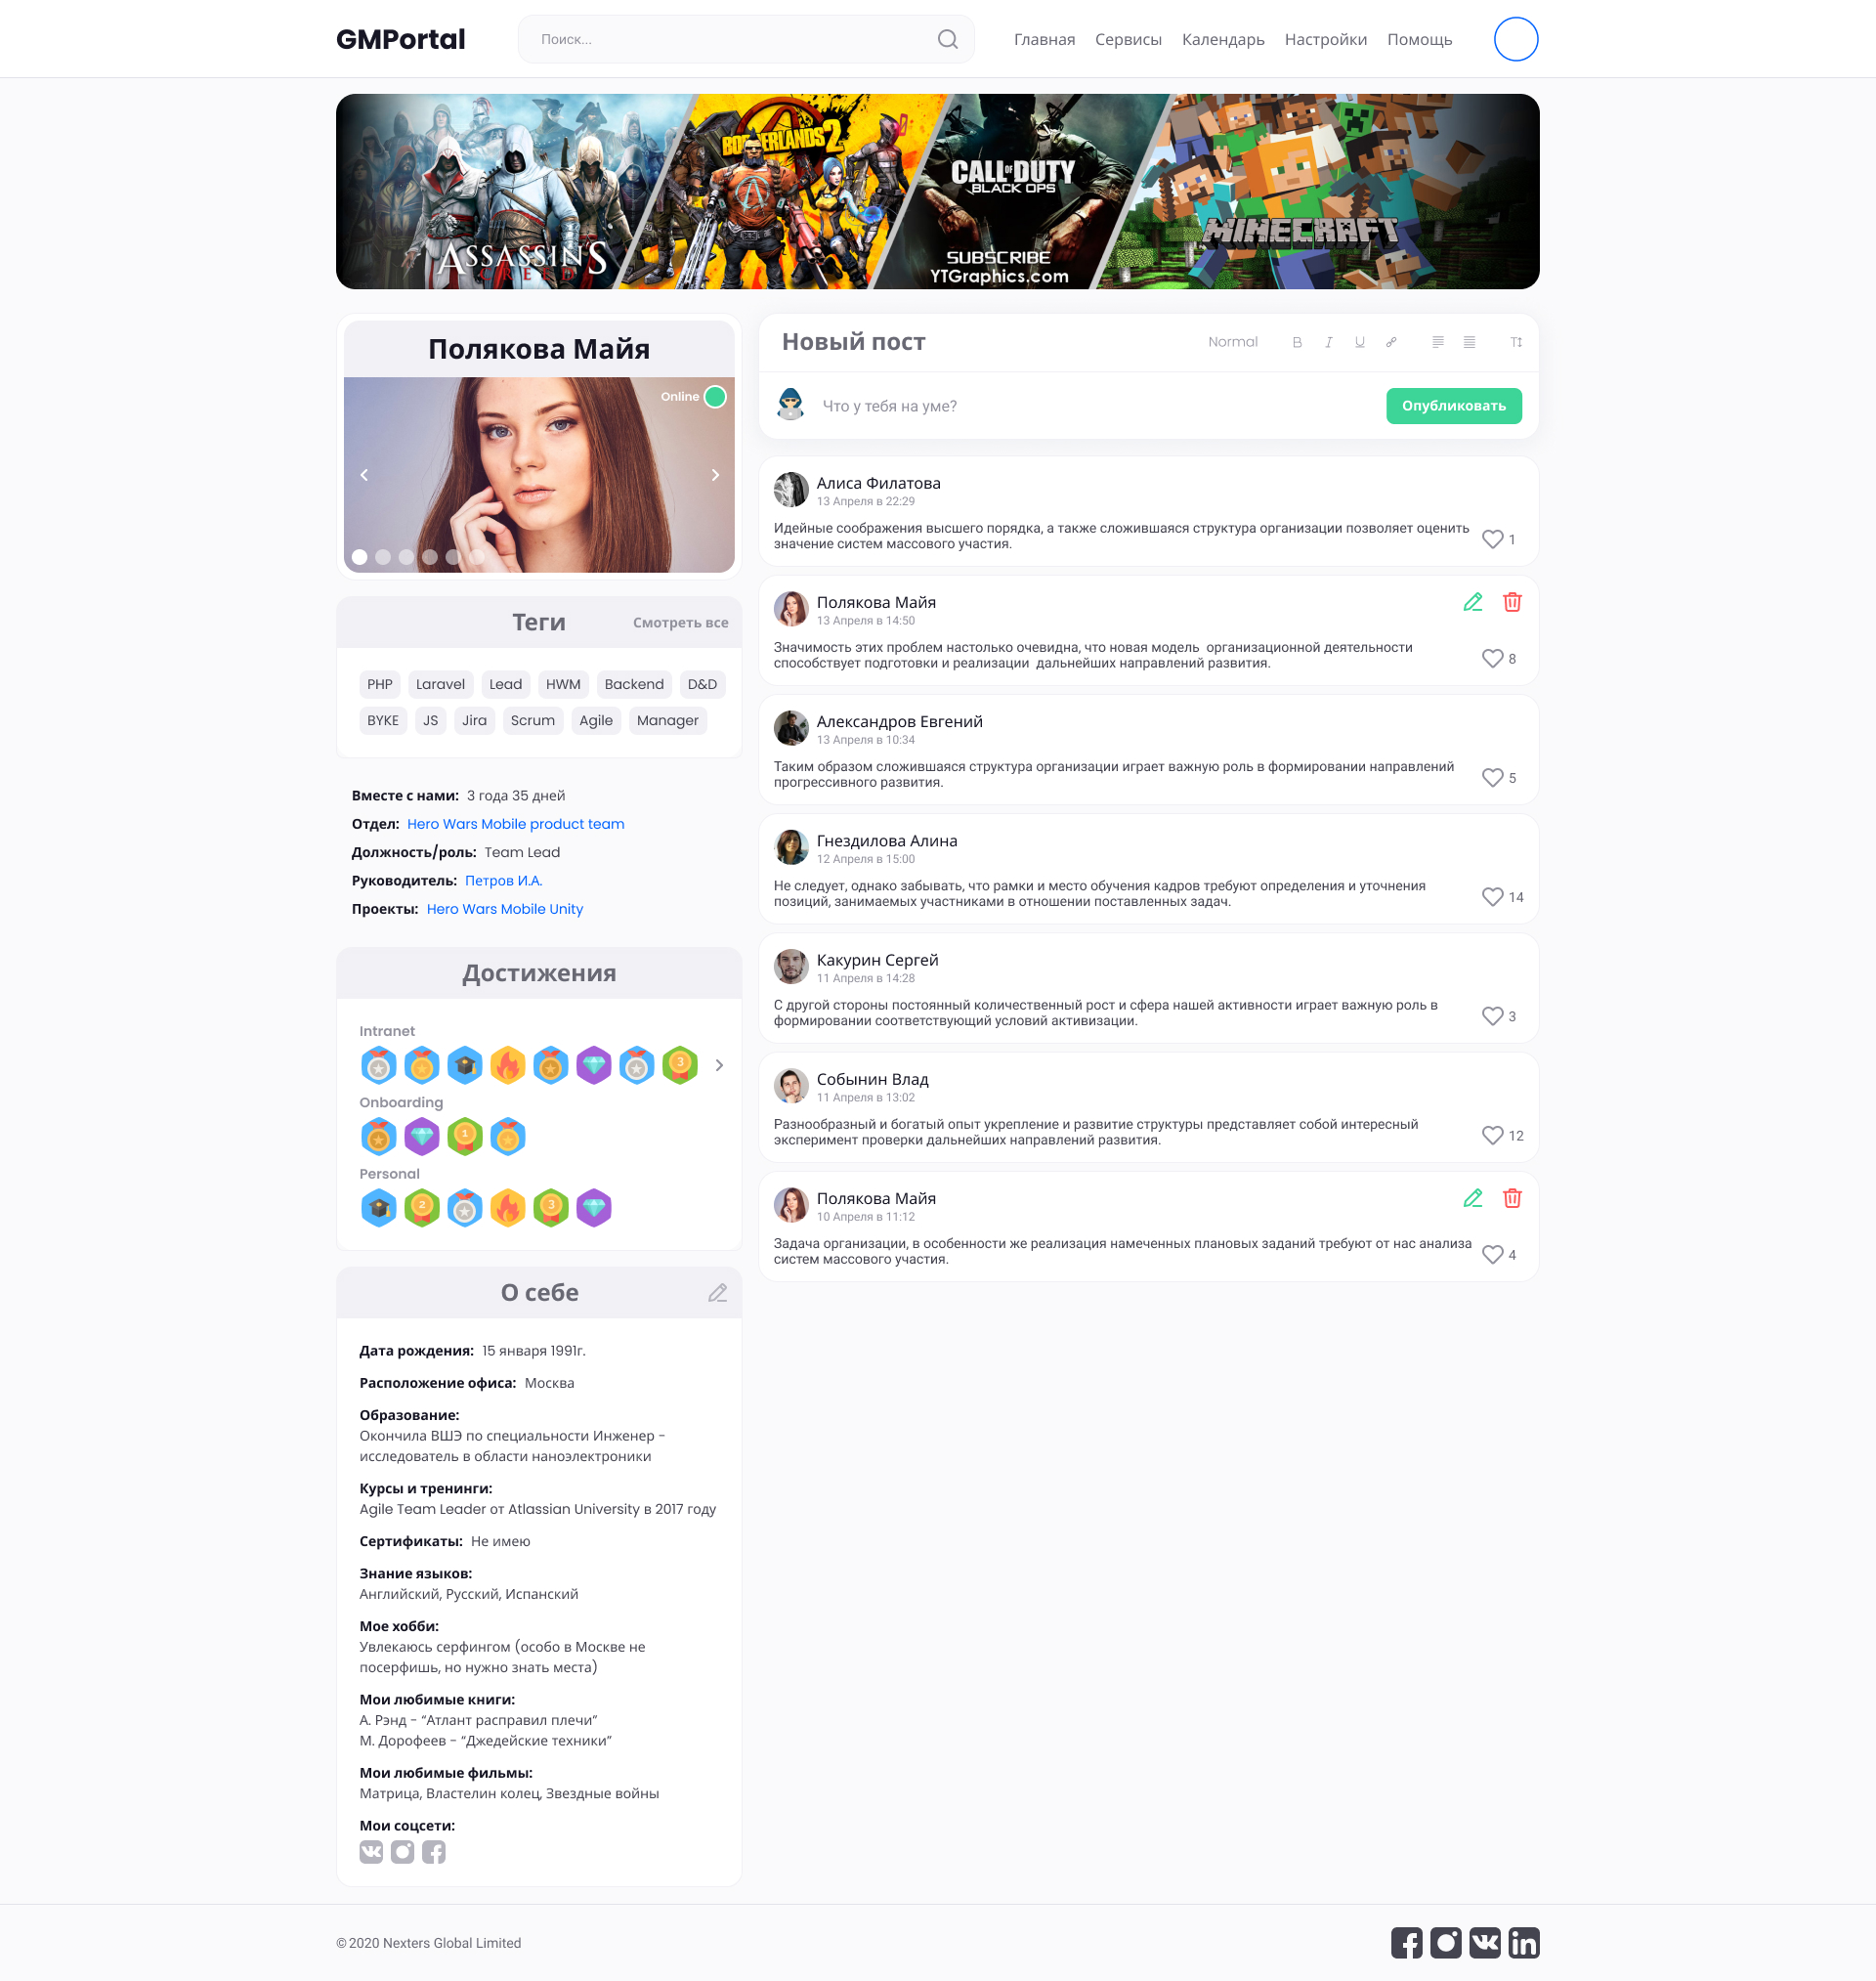 GMPortal
Поиск...
Главная Сервисы Календарь Настройки Помощь
ASSASSIN'S
CREED
BORDERLANDS 2
CALL OF DUTY
BLACK OPS
SUBSCRIBE
YTGraphics.com
MINECRAFT
Полякова Майя
Online
Теги
Смотреть все
PHP Laravel Lead HWM Backend D&D
BYKE JS Jira Scrum Agile Manager
Вместе с нами: 3 года 35 дней
Отдел: Hero Wars Mobile product team
Должность/роль: Team Lead
Руководитель: Петров И.А.
Проекты: Hero Wars Mobile Unity
Достижения
Intranet
3
Onboarding
1
Personal
2 3
О себе
Дата рождения: 15 января 1991г.
Расположение офиса: Москва
Образование:
Окончила ВШЭ по специальности Инженер -
исследователь в области наноэлектроники
Курсы и тренинги:
Agile Team Leader от Atlassian University в 2017 году
Сертификаты: Не имею
Знание языков:
Английский, Русский, Испанский
Мое хобби:
Увлекаюсь серфингом (особо в Москве не
посерфишь, но нужно знать места)
Мои любимые книги:
А. Рэнд - “Атлант расправил плечи”
М. Дорофеев - “Джедейские техники”
Мои любимые фильмы:
Матрица, Властелин колец, Звездные войны
Мои соцсети:
Новый пост
Normal B I U
Что у тебя на уме?
Опубликовать
Алиса Филатова
13 Апреля в 22:29
Идейные соображения высшего порядка, а также сложившаяся структура организации позволяет оценить
значение систем массового участия.
1
Полякова Майя
13 Апреля в 14:50
Значимость этих проблем настолько очевидна, что новая модель организационной деятельности
способствует подготовки и реализации дальнейших направлений развития.
8
Александров Евгений
13 Апреля в 10:34
Таким образом сложившаяся структура организации играет важную роль в формировании направлений
прогрессивного развития.
5
Гнездилова Алина
12 Апреля в 15:00
Не следует, однако забывать, что рамки и место обучения кадров требуют определения и уточнения
позиций, занимаемых участниками в отношении поставленных задач.
14
Какурин Сергей
11 Апреля в 14:28
С другой стороны постоянный количественный рост и сфера нашей активности играет важную роль в
формировании соответствующий условий активизации.
3
Собынин Влад
11 Апреля в 13:02
Разнообразный и богатый опыт укрепление и развитие структуры представляет собой интересный
эксперимент проверки дальнейших направлений развития.
12
Полякова Майя
10 Апреля в 11:12
Задача организации, в особенности же реализация намеченных плановых заданий требуют от нас анализа
систем массового участия.
4
© 2020 Nexters Global Limited